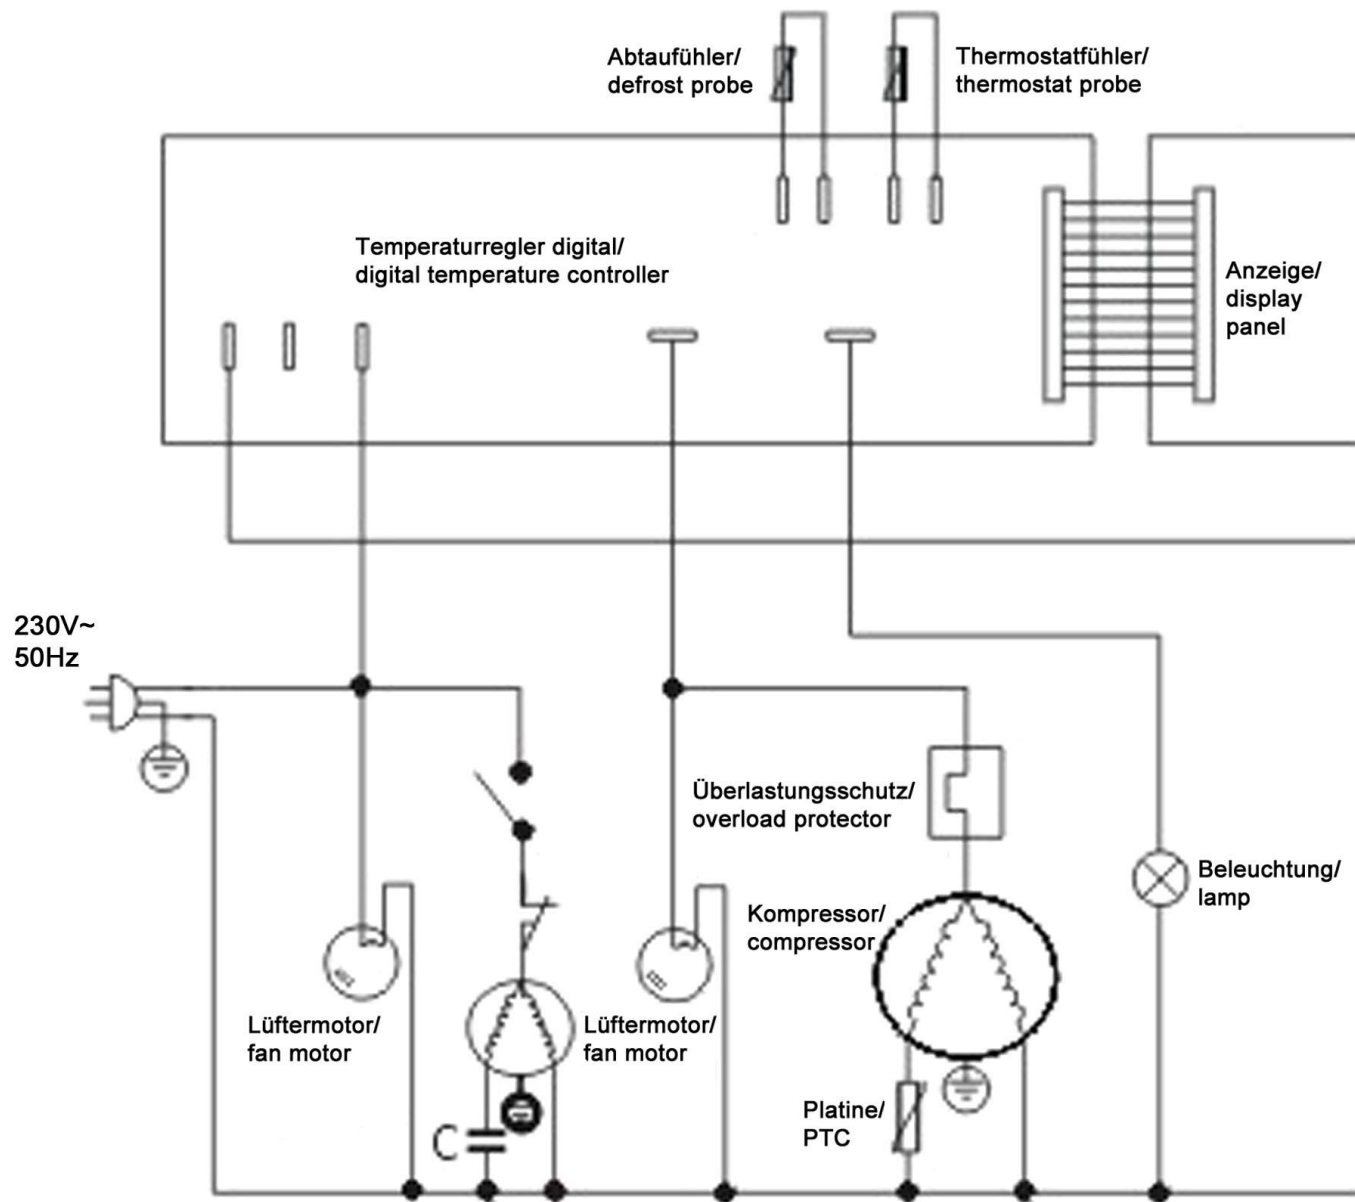 Abtaufühler/
defrost probe
Thermostatfühler/
thermostat probe
Temperaturregler digital/
digital temperature controller
Anzeige/
display
panel
230V~
50Hz
Überlastungsschutz/
overload protector
Beleuchtung/
lamp
Kompressor/
compressor
Lüftermotor/
fan motor
Lüftermotor/
fan motor
Platine/
PTC
C